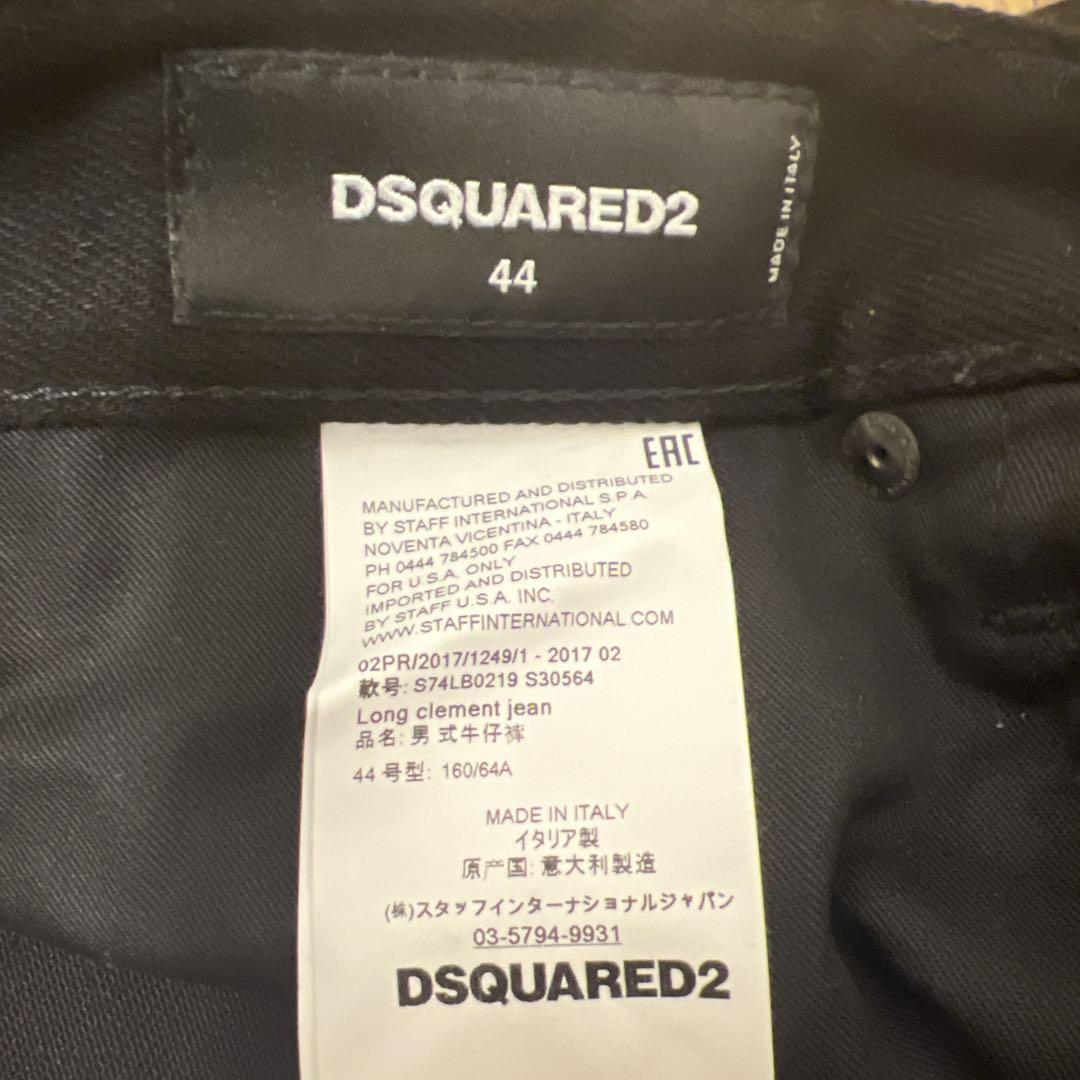 DSQUARED2
44
MADE IN ITALY
EAC
MANUFACTURED AND DISTRIBUTED
BY STAFF INTERNATIONAL S.P.A.
NOVENTA VICENTINA - ITALY
PH 0444 784500 FAX 0444 784580
FOR U.S.A. ONLY
IMPORTED AND DISTRIBUTED
BY STAFF U.S.A. INC.
WWW.STAFFINTERNATIONAL.COM
o2PR/2017/1249/1 - 2017 02
款号: S74LB0219 S30564
Long clement jean
品名: 男 式牛仔裤
44 号型: 160/64A
MADE IN ITALY
イタリア製
原产国: 意大利製造
(株)スタッフインターナショナルジャパン
03-5794-9931
DSQUARED2